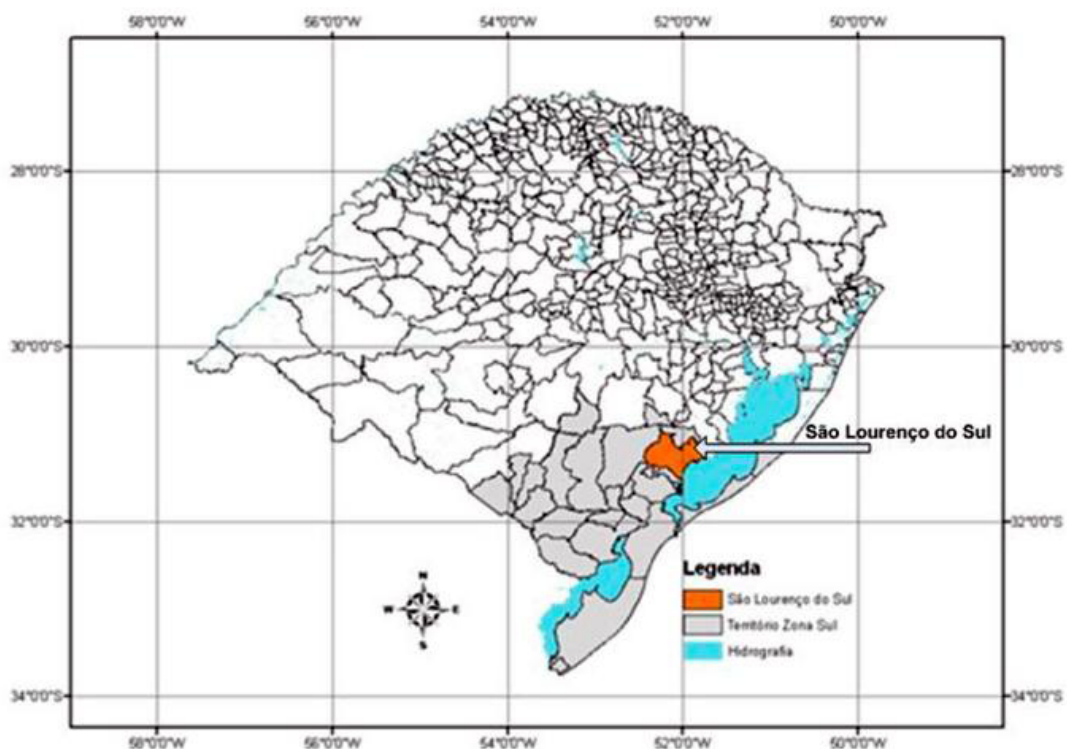 58°0'0"W 56°0'0"W 54°0'0"W 52°0'0"W 50°0'0"W
28°0'0"S 28°0'0"S
30°0'0"S 30°0'0"S
São Lourenço do Sul
32°0'0"S 32°0'0"S
Legenda
São Lourenço do Sul
Território Zona Sul
Hidrografia
N
W E
S
34°0'0"S 34°0'0"S
58°0'0"W 56°0'0"W 54°0'0"W 52°0'0"W 50°0'0"W